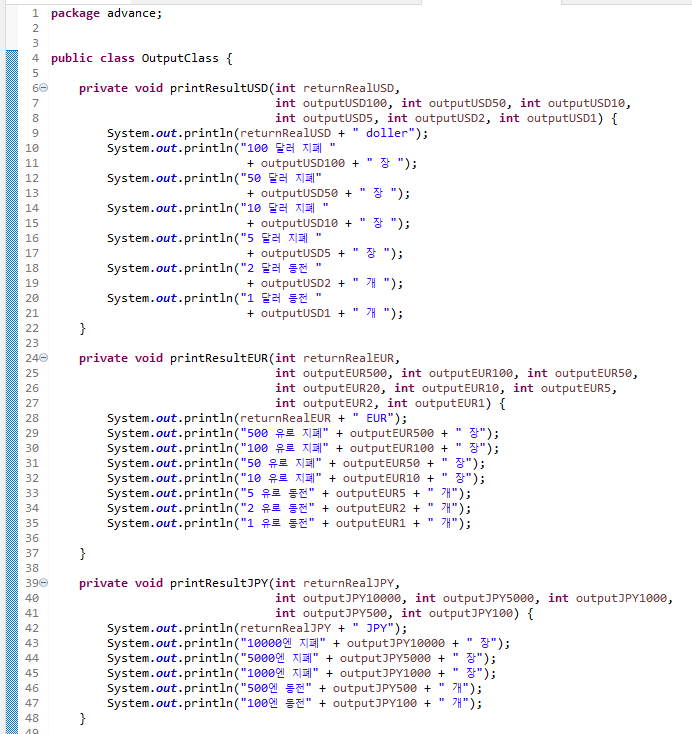 1 package advance;
2
3
4 public class OutputClass {
5
6 private void printResultUSD(int returnRealUSD,
7 int outputUSD100, int outputUSD50, int outputUSD10,
8 int outputUSD5, int outputUSD2, int outputUSD1) {
9 System.out.println(returnRealUSD + " doller");
10 System.out.println("100 달러 지폐 "
11 + outputUSD100 + " 장 ");
12 System.out.println("50 달러 지폐"
13 + outputUSD50 + " 장 ");
14 System.out.println("10 달러 지폐 "
15 + outputUSD10 + " 장 ");
16 System.out.println("5 달러 지폐 "
17 + outputUSD5 + " 장 ");
18 System.out.println("2 달러 동전 "
19 + outputUSD2 + " 개 ");
20 System.out.println("1 달러 동전 "
21 + outputUSD1 + " 개 ");
22 }
23
24 private void printResultEUR(int returnRealEUR,
25 int outputEUR500, int outputEUR100, int outputEUR50,
26 int outputEUR20, int outputEUR10, int outputEUR5,
27 int outputEUR2, int outputEUR1) {
28 System.out.println(returnRealEUR + " EUR");
29 System.out.println("500 유로 지폐" + outputEUR500 + " 장");
30 System.out.println("100 유로 지폐" + outputEUR100 + " 장");
31 System.out.println("50 유로 지폐" + outputEUR50 + " 장");
32 System.out.println("10 유로 지폐" + outputEUR10 + " 장");
33 System.out.println("5 유로 동전" + outputEUR5 + " 개");
34 System.out.println("2 유로 동전" + outputEUR2 + " 개");
35 System.out.println("1 유로 동전" + outputEUR1 + " 개");
36
37 }
38
39 private void printResultJPY(int returnRealJPY,
40 int outputJPY10000, int outputJPY5000, int outputJPY1000,
41 int outputJPY500, int outputJPY100) {
42 System.out.println(returnRealJPY + " JPY");
43 System.out.println("10000엔 지폐" + outputJPY10000 + " 장");
44 System.out.println("5000엔 지폐" + outputJPY5000 + " 장");
45 System.out.println("1000엔 지폐" + outputJPY1000 + " 장");
46 System.out.println("500엔 동전" + outputJPY500 + " 개");
47 System.out.println("100엔 동전" + outputJPY100 + " 개");
48 }
49